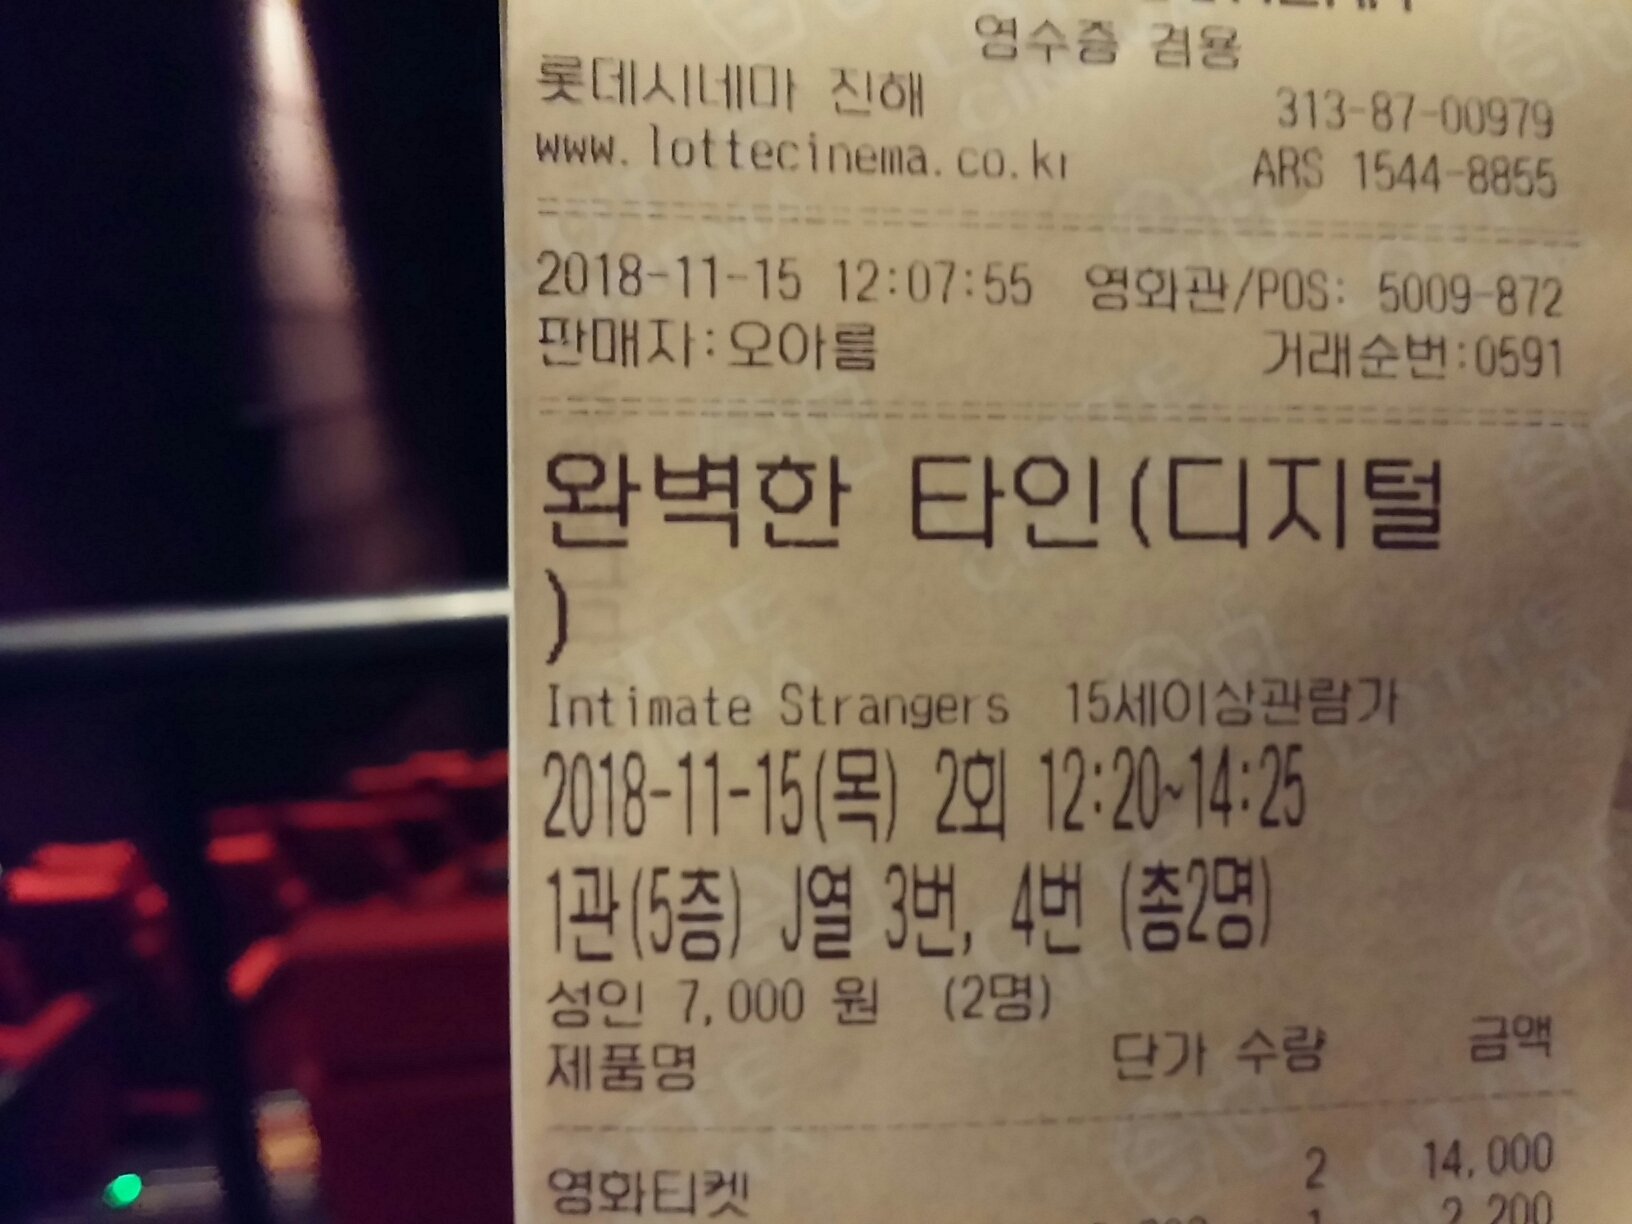 영수증 겸용
롯데시네마 진해 313-87-00979
www.lottecinema.co.kr ARS 1544-8855
2018-11-15 12:07:55 영화관/POS: 5009-872
판매자:오아름 거래순번:0591
완벽한 타인(디지털
)
Intimate Strangers 15세이상관람가
2018-11-15(목) 2회 12:20~14:25
1관(5층) J열 3번, 4번 (총2명)
성인 7,000 원 (2명)
제품명 단가 수량 금액
영화티켓 2 14,000
1 2,200